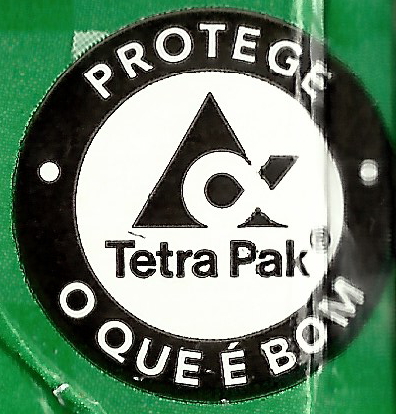 PROTEGE
Tetra Pak®
O QUE É BOM